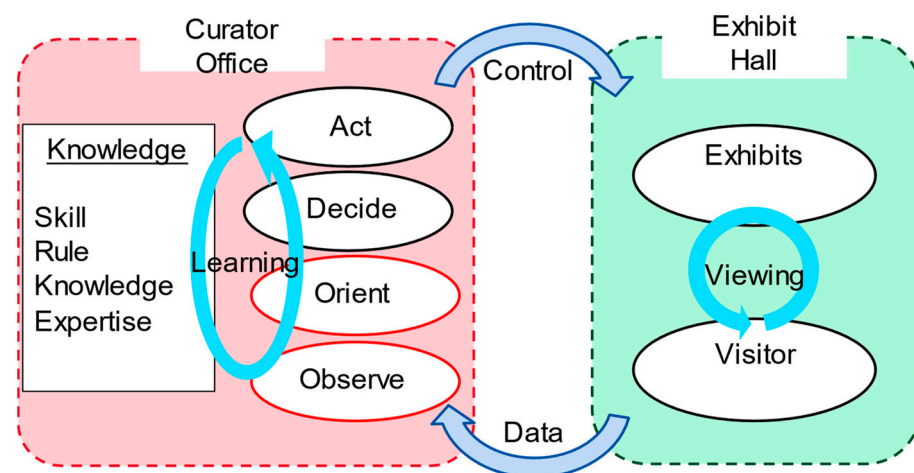 Curator
Office
Knowledge
Skill
Rule
Knowledge
Expertise
Learning
Act
Decide
Orient
Observe
Control
Data
Exhibit
Hall
Exhibits
Viewing
Visitor